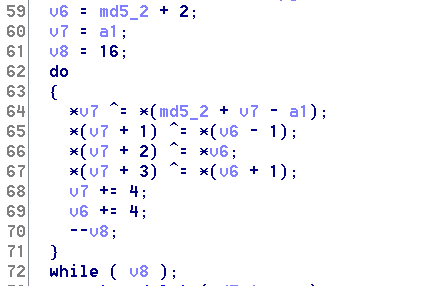 59 v6 = md5_2 + 2;
60 v7 = a1;
61 v8 = 16;
62 do
63 {
64 *v7 ^= *(md5_2 + v7 - a1);
65 *(v7 + 1) ^= *(v6 - 1);
66 *(v7 + 2) ^= *v6;
67 *(v7 + 3) ^= *(v6 + 1);
68 v7 += 4;
69 v6 += 4;
70 --v8;
71 }
72 while ( v8 );